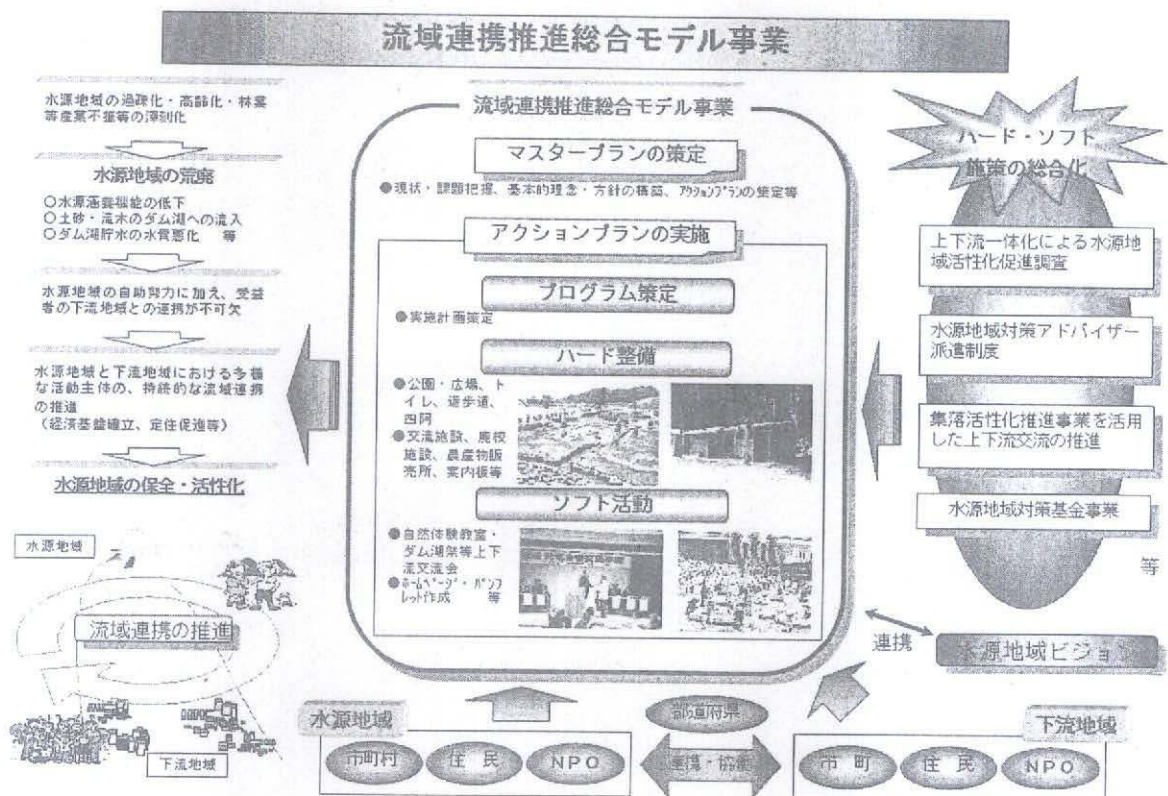 流域連携推進総合モデル事業
水源地域の過疎化・高齢化・林業
等産業不振等の深刻化
水源地域の荒廃
○水源涵養機能の低下
○土砂・流木のダム湖への流入
○ダム湖貯水の水質悪化 等
水源地域の自助努力に加え、受益
者の下流地域との連携が不可欠
水源地域と下流地域における多様
な活動主体の、持続的な流域連携
の推進
(経済基盤確立、定住促進等)
水源地域の保全・活性化
水源地域
流域連携の推進
下流地域
流域連携推進総合モデル事業
マスタープランの策定
●現状・課題把握、基本的理念・方針の構築、アクションプランの策定等
アクションプランの実施
プログラム策定
●実施計画策定
ハード整備
●公園・広場、ト
イレ、遊歩道、
四阿
●交流施設、廃校
施設、農産物販
売所、案内板等
ソフト活動
●自然体験教室・
ダム湖祭等上下
流交流会
●ホームページ・パンフ
レット作成 等
ハード・ソフト
施策の総合化
上下流一体化による水源地
域活性化促進調査
水源地域対策アドバイザー
派遣制度
集落活性化推進事業を活用
した上下流交流の推進
水源地域対策基金事業
等
連携
水源地域ビジョ
水源地域
市町村
住民
NPO
都道府県
連携・協働
下流地域
市町
住民
NPO